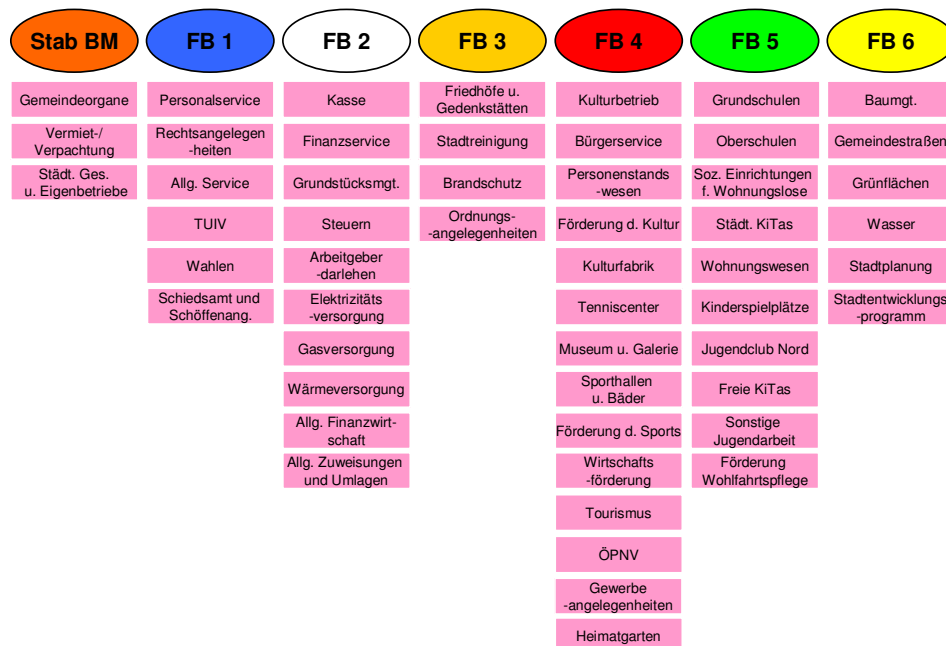 Stab BM
FB 1
FB 2
FB 3
FB 4
FB 5
FB 6
Gemeindeorgane
Vermiet-/
Verpachtung
Städt. Ges.
u. Eigenbetriebe
Personalservice
Rechtsangelegen
-heiten
Allg. Service
TUIV
Wahlen
Schiedsamt und
Schöffenang.
Kasse
Finanzservice
Grundstücksmgt.
Steuern
Arbeitgeber
-darlehen
Elektrizitäts
-versorgung
Gasversorgung
Wärmeversorgung
Allg. Finanzwirt-
schaft
Allg. Zuweisungen
und Umlagen
Friedhöfe u.
Gedenkstätten
Stadtreinigung
Brandschutz
Ordnungs-
-angelegenheiten
Kulturbetrieb
Bürgerservice
Personenstands
-wesen
Förderung d. Kultur
Kulturfabrik
Tenniscenter
Museum u. Galerie
Sporthallen
u. Bäder
Förderung d. Sports
Wirtschafts
-förderung
Tourismus
ÖPNV
Gewerbe
-angelegenheiten
Heimatgarten
Grundschulen
Oberschulen
Soz. Einrichtungen
f. Wohnungslose
Städt. KiTas
Wohnungswesen
Kinderspielplätze
Jugendclub Nord
Freie KiTas
Sonstige
Jugendarbeit
Förderung
Wohlfahrtspflege
Baumgt.
Gemeindestraßen
Grünflächen
Wasser
Stadtplanung
Stadtentwicklungs
-programm